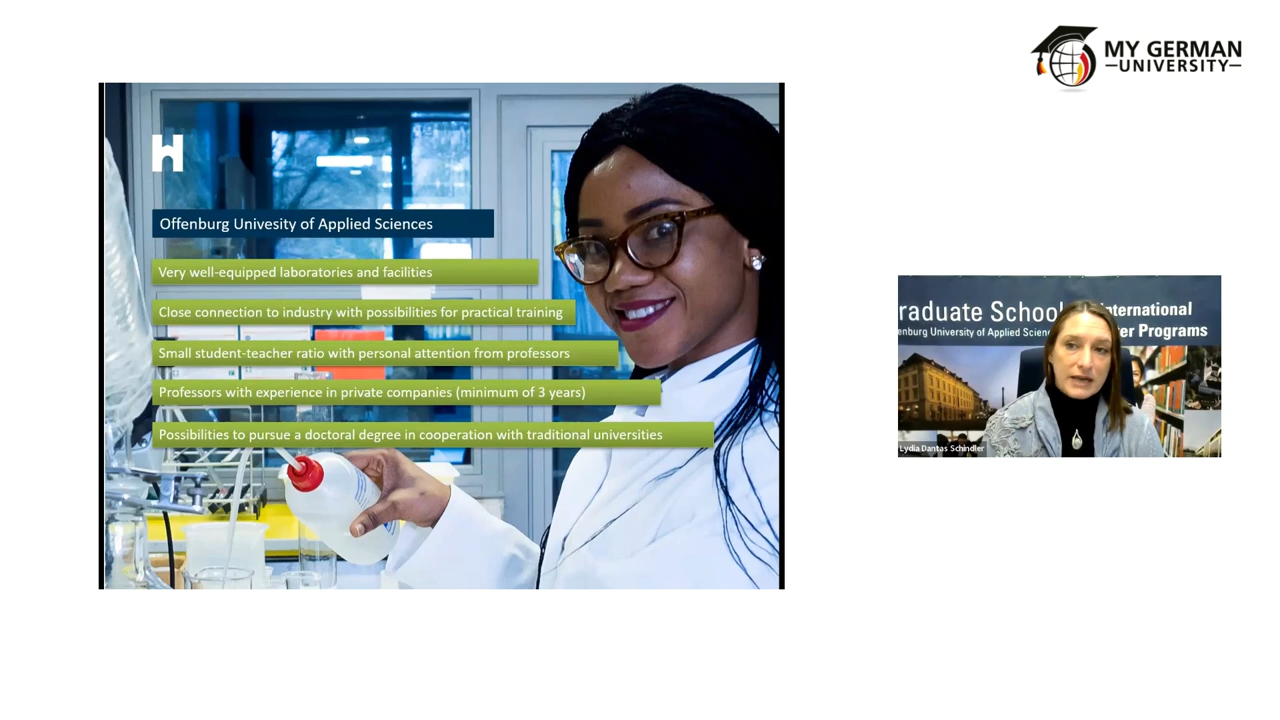 MY GERMAN
UNIVERSITY
H
Offenburg Univesity of Applied Sciences
Very well-equipped laboratories and facilities
Close connection to industry with possibilities for practical training
Small student-teacher ratio with personal attention from professors
Professors with experience in private companies (minimum of 3 years)
Possibilities to pursue a doctoral degree in cooperation with traditional universities
raduate School International
enburg University of Applied Scien er Programs
Lydia Dantas Schindler